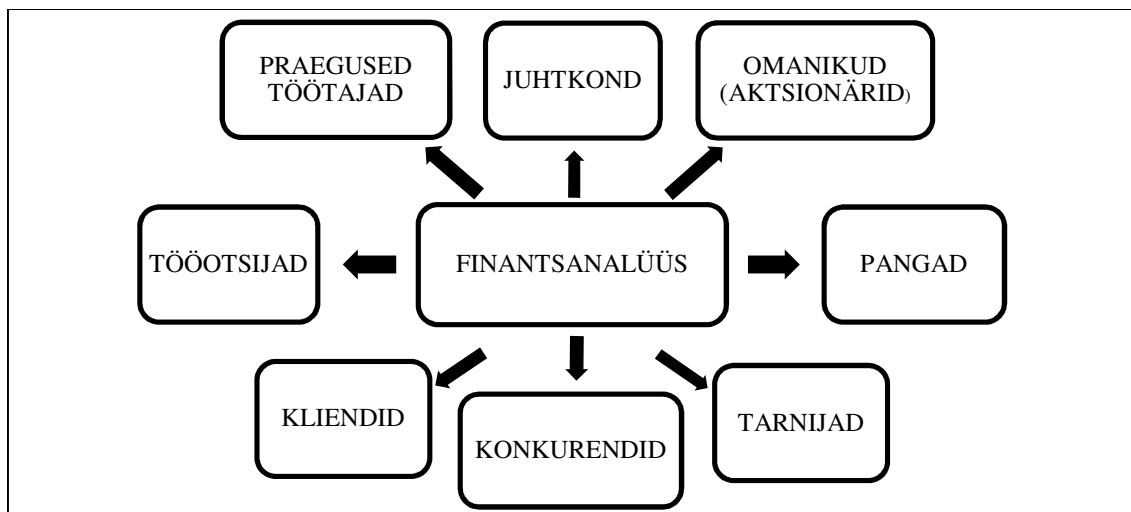 PRAEGUSED
TÖÖTAJAD
JUHTKOND
OMANIKUD
(AKTSIONÄRID)
TÖÖOTSIJAD
FINANTSANALÜÜS
PANGAD
KLIENDID
KONKURENDID
TARNIJAD